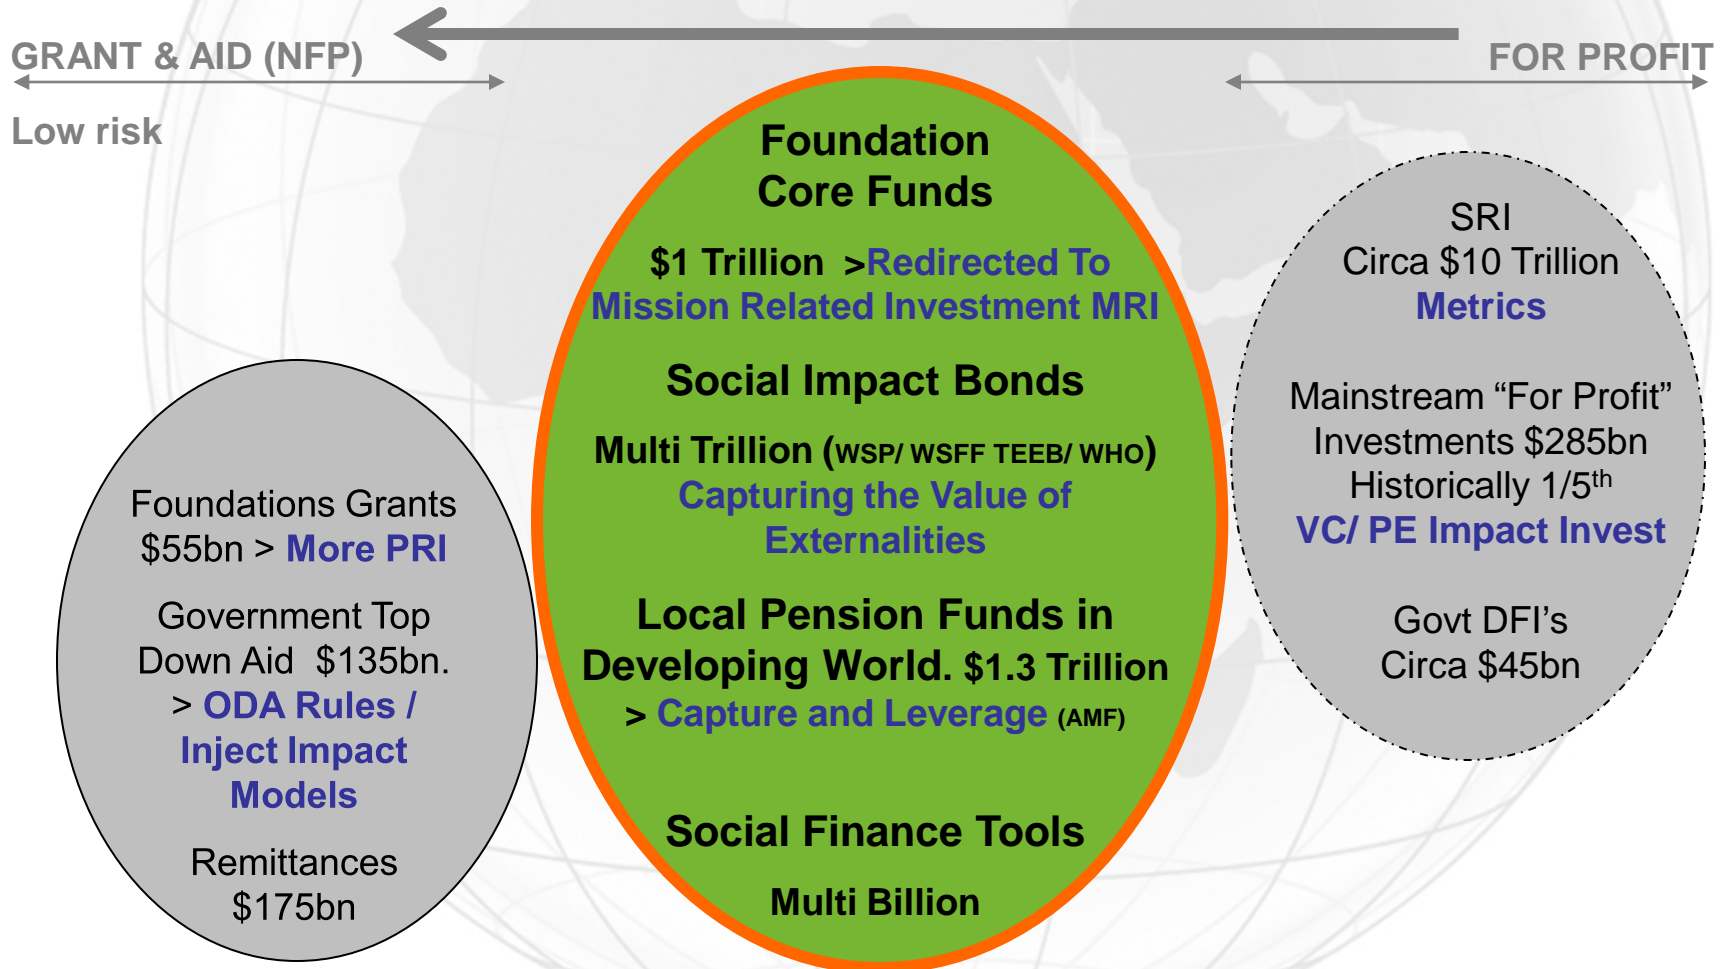 GRANT & AID (NFP)
FOR PROFIT
Low risk
Foundations Grants
$55bn > More PRI
Government Top
Down Aid $135bn.
> ODA Rules /
Inject Impact
Models
Remittances
$175bn
Foundation
Core Funds
$1 Trillion >Redirected To
Mission Related Investment MRI
Social Impact Bonds
Multi Trillion (WSP/ WSFF TEEB/ WHO)
Capturing the Value of
Externalities
Local Pension Funds in
Developing World. $1.3 Trillion
> Capture and Leverage (AMF)
Social Finance Tools
Multi Billion
SRI
Circa $10 Trillion
Metrics
Mainstream “For Profit”
Investments $285bn
Historically 1/5th
VC/ PE Impact Invest
Govt DFI’s
Circa $45bn